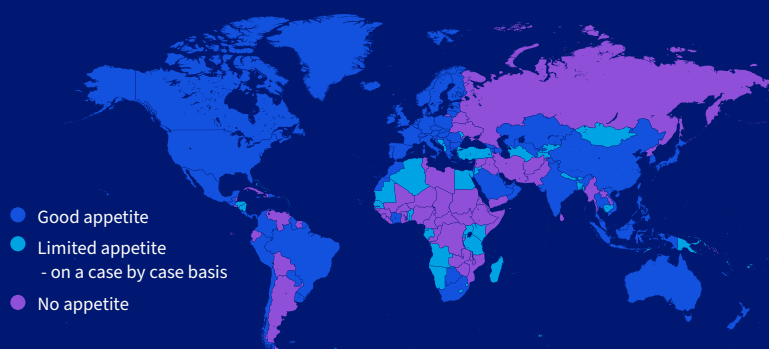 Good appetite
Limited appetite
- on a case by case basis
No appetite